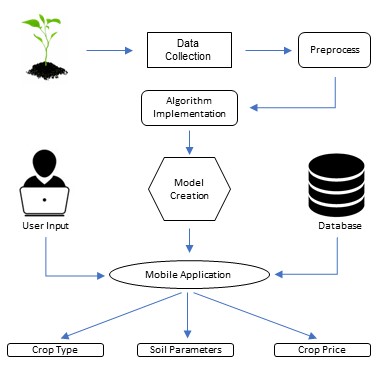 Data
Collection
Preprocess
Algorithm
Implementation
Model
Creation
User Input
Database
Mobile Application
Crop Type
Soil Parameters
Crop Price